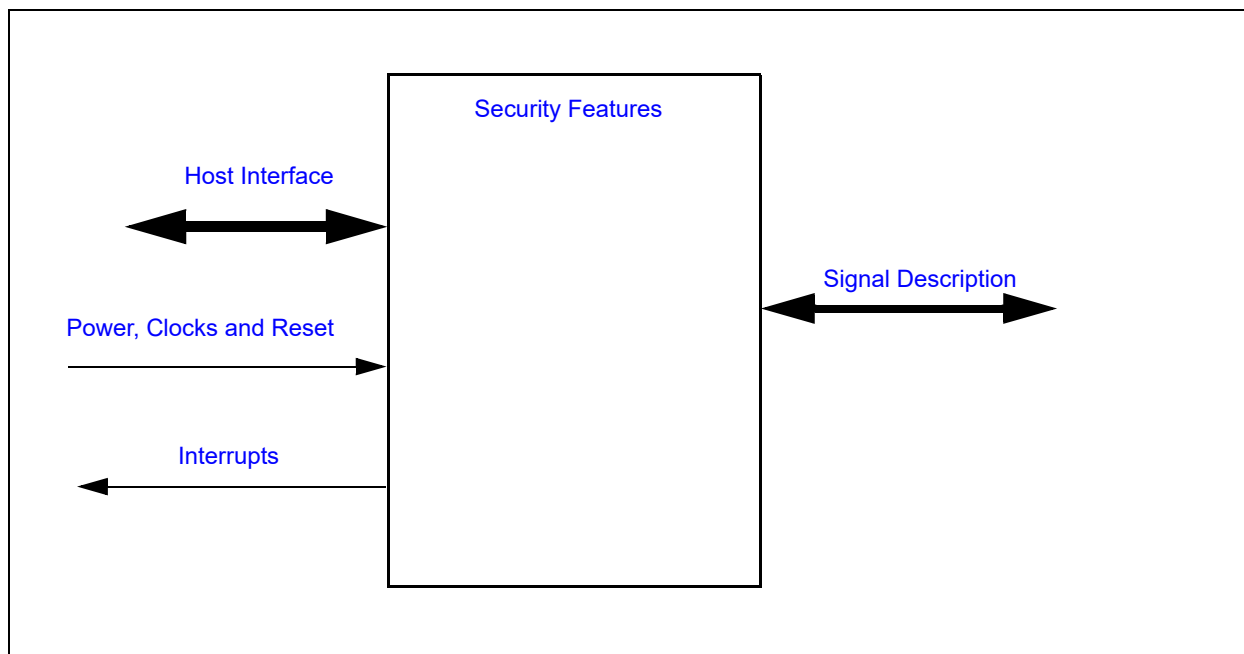 Security Features
Host Interface
Signal Description
Power, Clocks and Reset
Interrupts